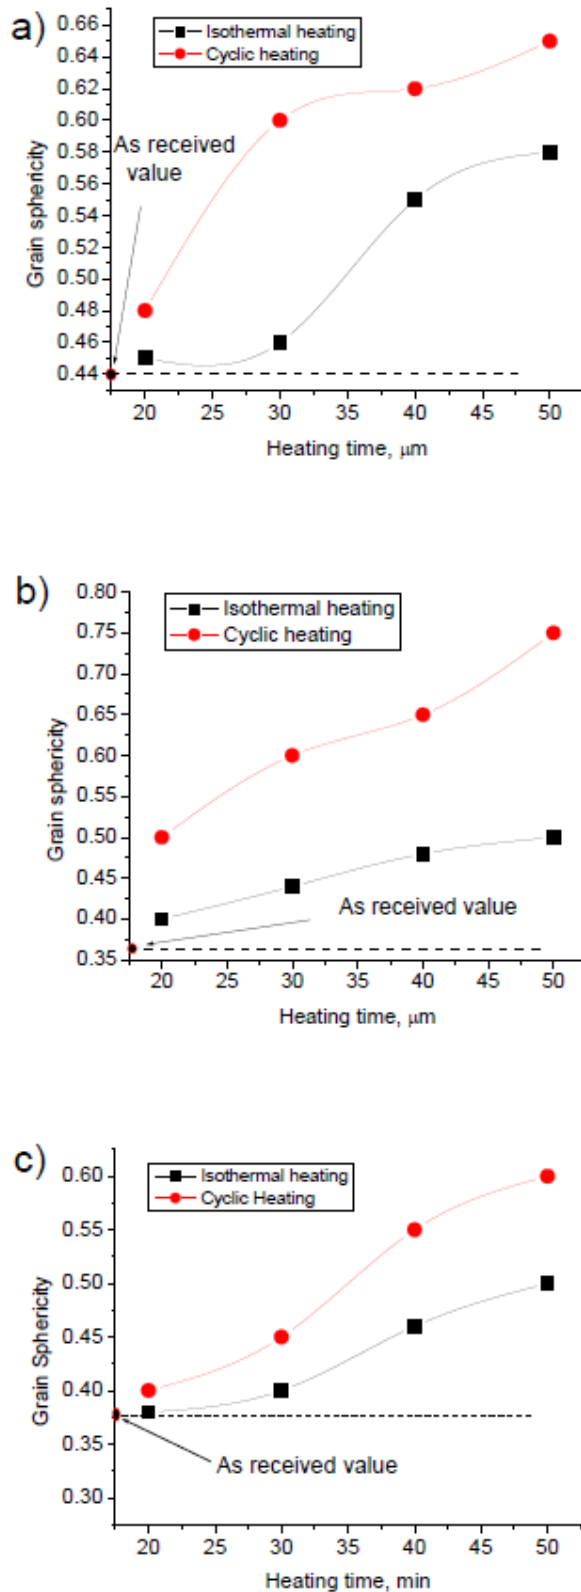 a)
Isothermal heating
Cyclic heating
As received
value
Grain sphericity
0.66
0.64
0.62
0.60
0.58
0.56
0.54
0.52
0.50
0.48
0.46
0.44
20 25 30 35 40 45 50
Heating time, μm
b)
Isothermal heating
Cyclic heating
Grain sphericity
0.80
0.75
0.70
0.65
0.60
0.55
0.50
0.45
0.40
0.35
As received value
20 25 30 35 40 45 50
Heating time, μm
c)
Isothermal heating
Cyclic Heating
Grain Sphericity
0.60
0.55
0.50
0.45
0.40
0.35
0.30
As received value
20 25 30 35 40 45 50
Heating time, min